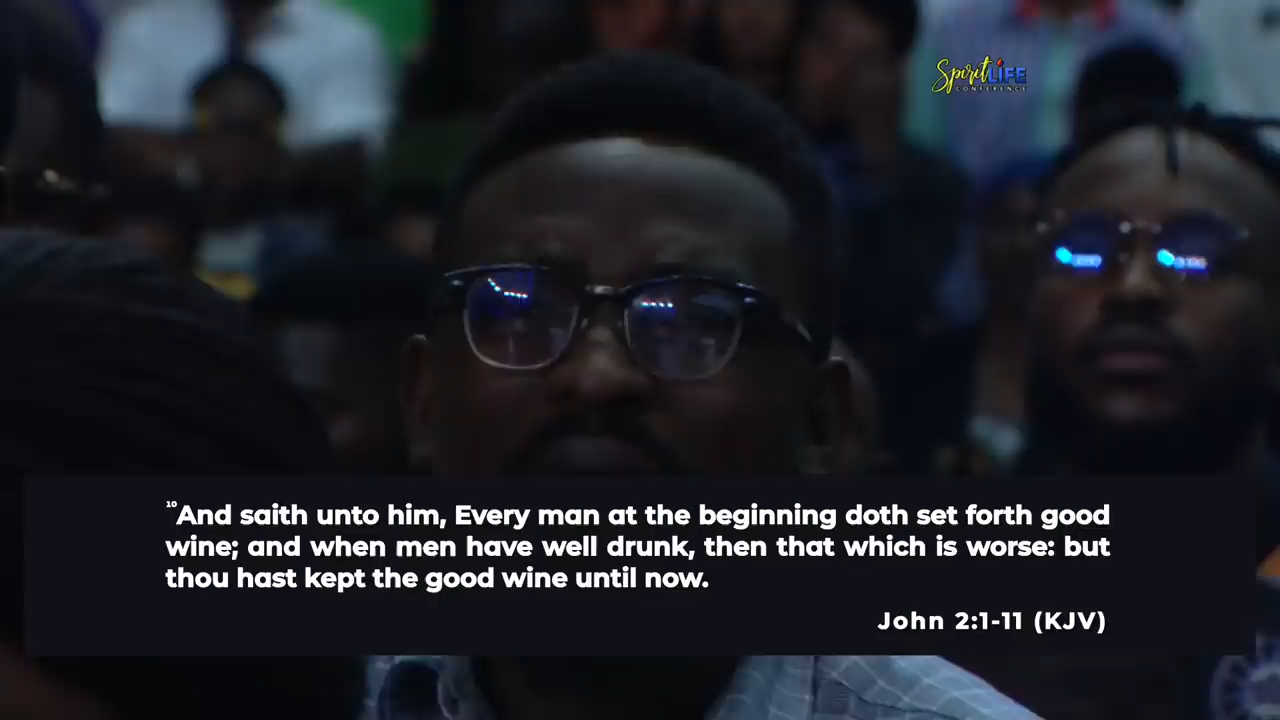 Spirit LIFE
CONFERENCE
¹⁰And saith unto him, Every man at the beginning doth set forth good
wine; and when men have well drunk, then that which is worse: but
thou hast kept the good wine until now.
John 2:1-11 (KJV)